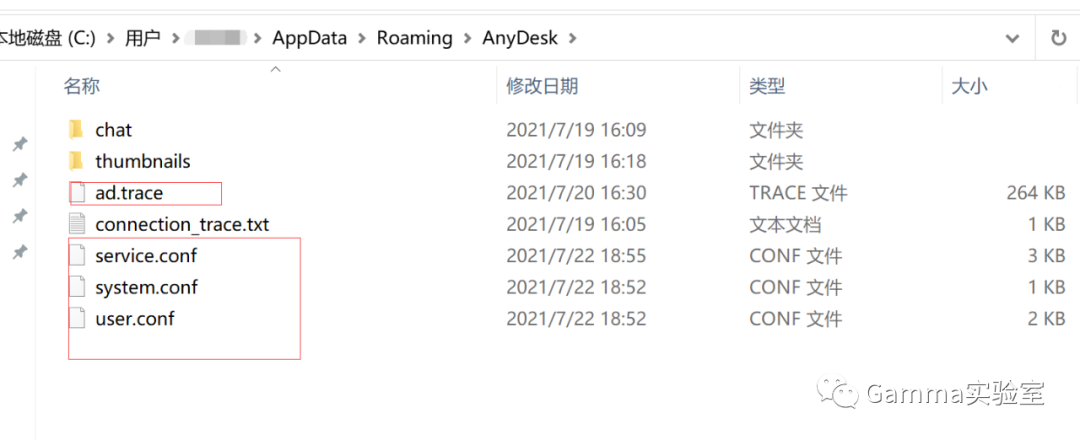 本地磁盘 (C:) > 用户 > > AppData > Roaming > AnyDesk >
名称 修改日期 类型 大小
chat 2021/7/19 16:09 文件夹
thumbnails 2021/7/19 16:18 文件夹
ad.trace 2021/7/20 16:30 TRACE 文件 264 KB
connection_trace.txt 2021/7/19 16:05 文本文档 1 KB
service.conf 2021/7/22 18:55 CONF 文件 3 KB
system.conf 2021/7/22 18:52 CONF 文件 1 KB
user.conf 2021/7/22 18:52 CONF 文件 2 KB
Gamma实验室